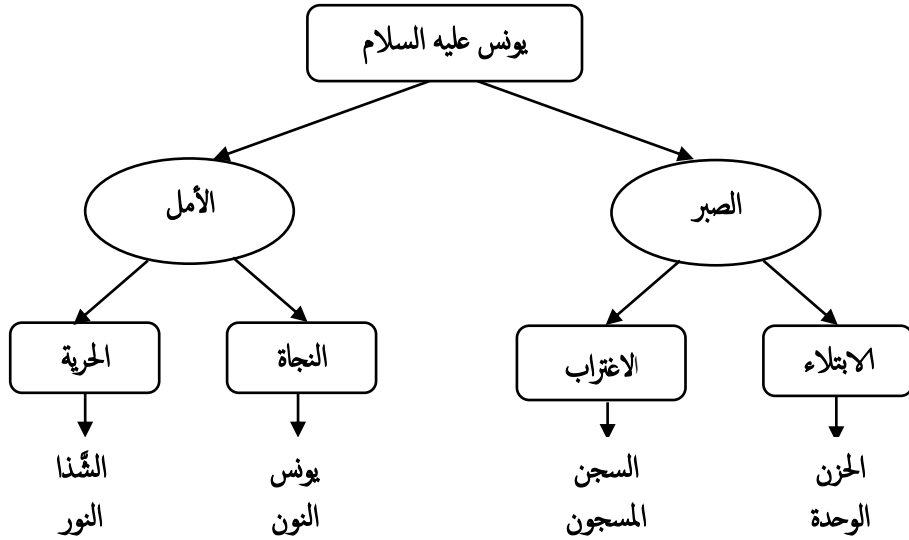 يونس عليه السلام
الصبر
الأمل
الابتلاء
الاغتراب
النجاة
الحرية
الحزن
الوحدة
السجن
المسجون
يونس
النون
الشَّذا
النور